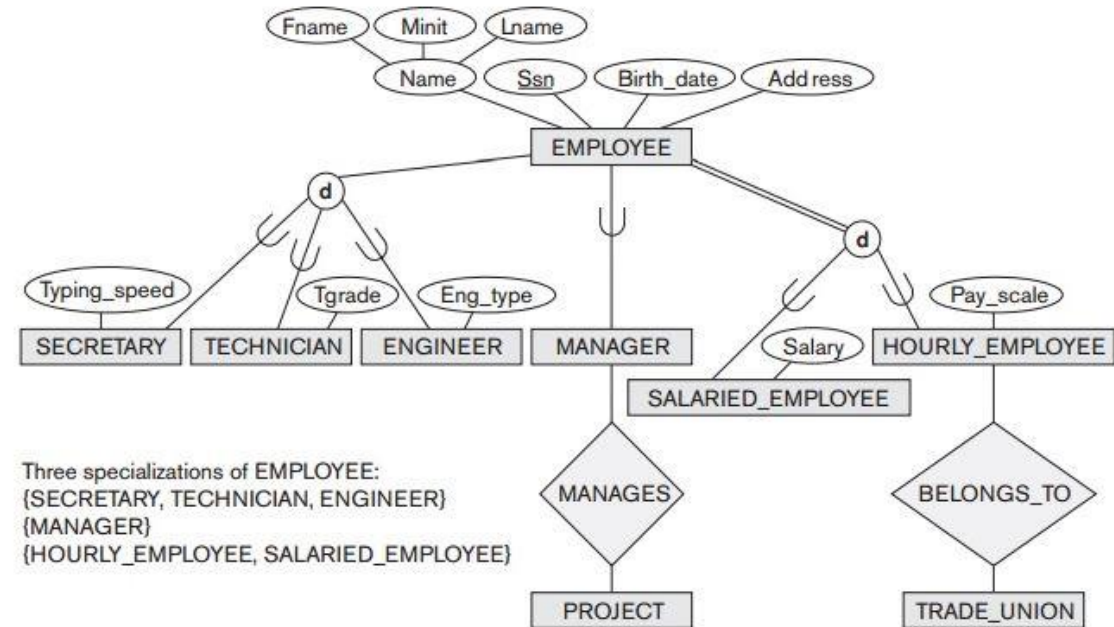 Fname
Minit
Lname
Name
Ssn
Birth_date
Add ress
EMPLOYEE
d
d
Typing_speed
Tgrade
Eng_type
Pay_scale
SECRETARY
TECHNICIAN
ENGINEER
MANAGER
Salary
HOURLY_EMPLOYEE
SALARIED_EMPLOYEE
Three specializations of EMPLOYEE:
{SECRETARY, TECHNICIAN, ENGINEER}
{MANAGER}
{HOURLY_EMPLOYEE, SALARIED_EMPLOYEE}
MANAGES
BELONGS_TO
PROJECT
TRADE_UNION